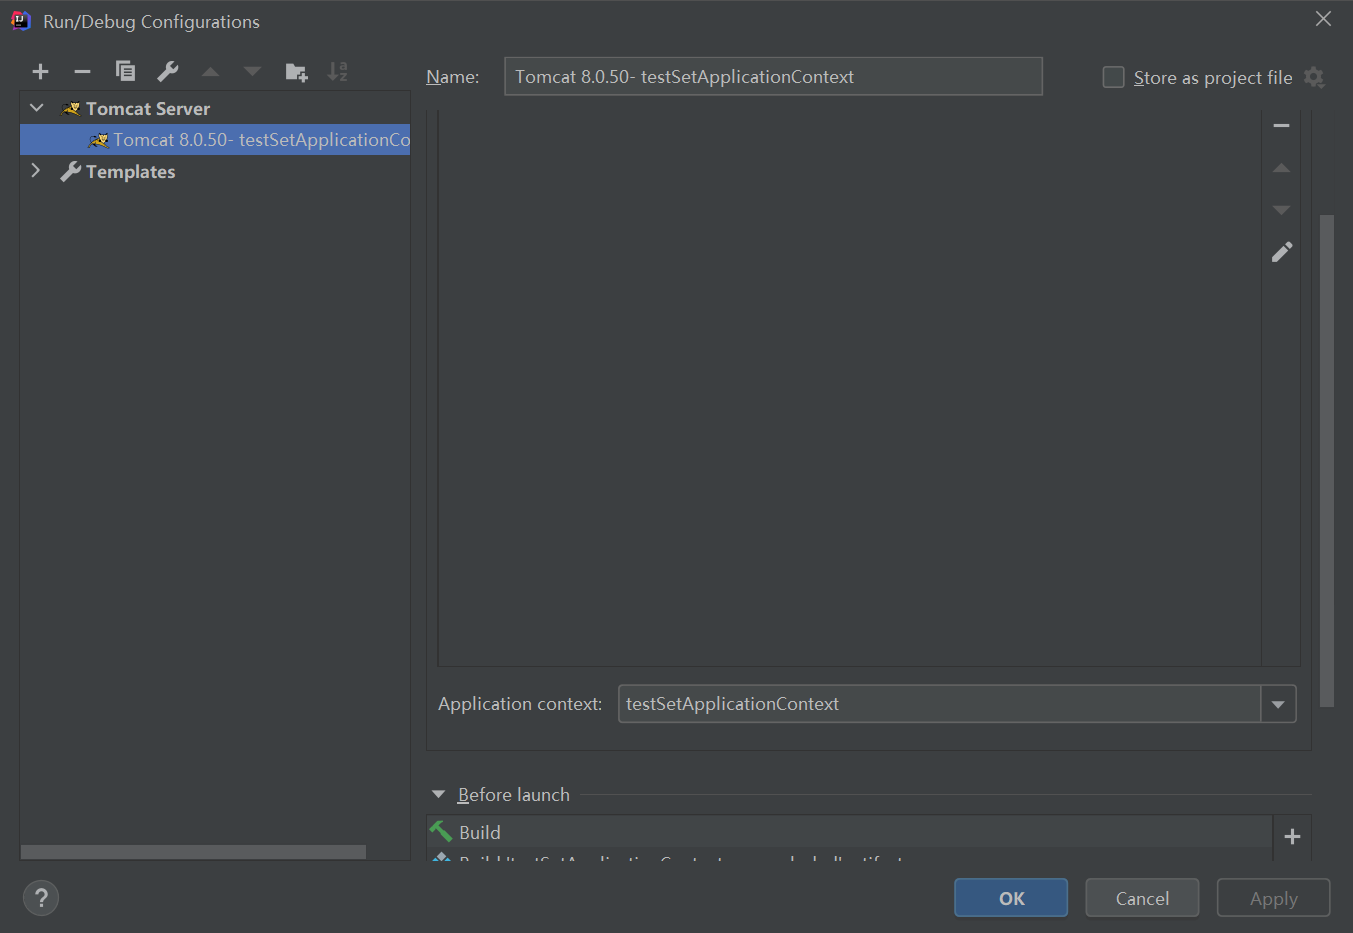 Run/Debug Configurations
Name: Tomcat 8.0.50- testSetApplicationContext Store as project file
Tomcat Server
Tomcat 8.0.50- testSetApplicationCo
Templates
Application context: testSetApplicationContext
Before launch
Build
OK Cancel Apply